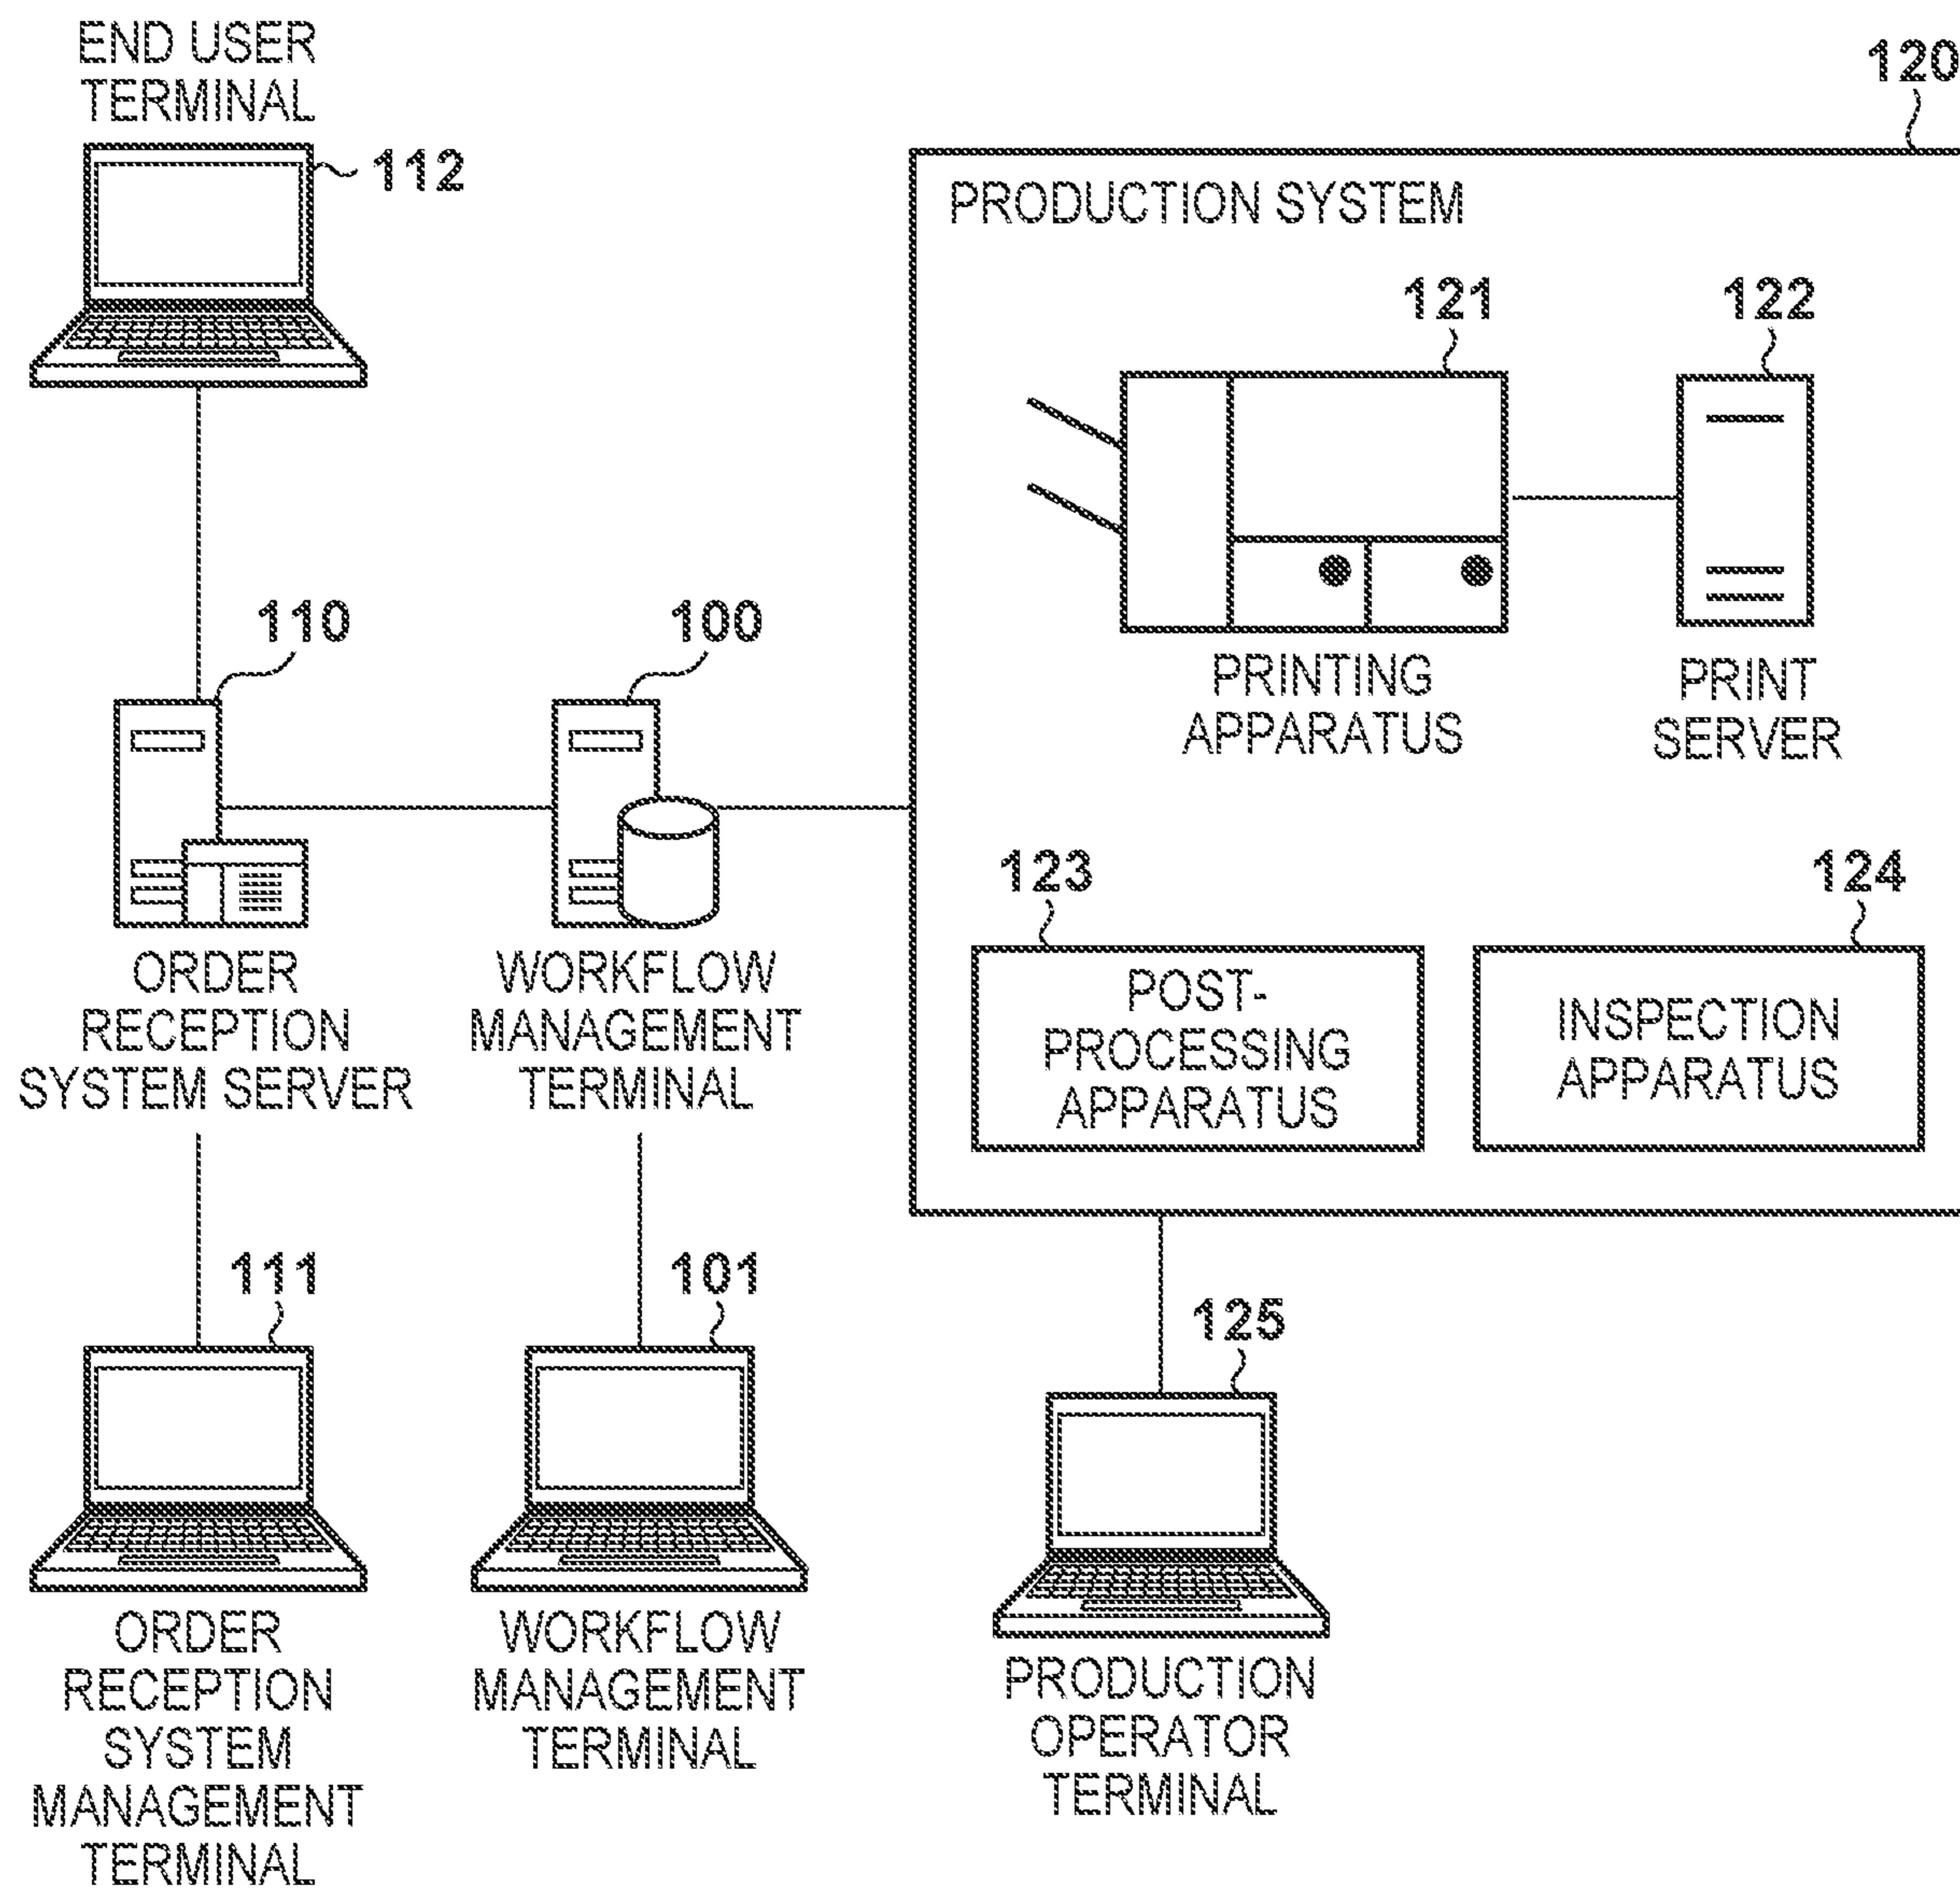 END USER
TERMINAL
112
120
PRODUCTION SYSTEM
121
122
PRINTING
APPARATUS
PRINT
SERVER
110
100
ORDER
RECEPTION
SYSTEM SERVER
WORKFLOW
MANAGEMENT
TERMINAL
123
124
POST-
PROCESSING
APPARATUS
INSPECTION
APPARATUS
111
101
125
ORDER
RECEPTION
SYSTEM
MANAGEMENT
TERMINAL
WORKFLOW
MANAGEMENT
TERMINAL
PRODUCTION
OPERATOR
TERMINAL